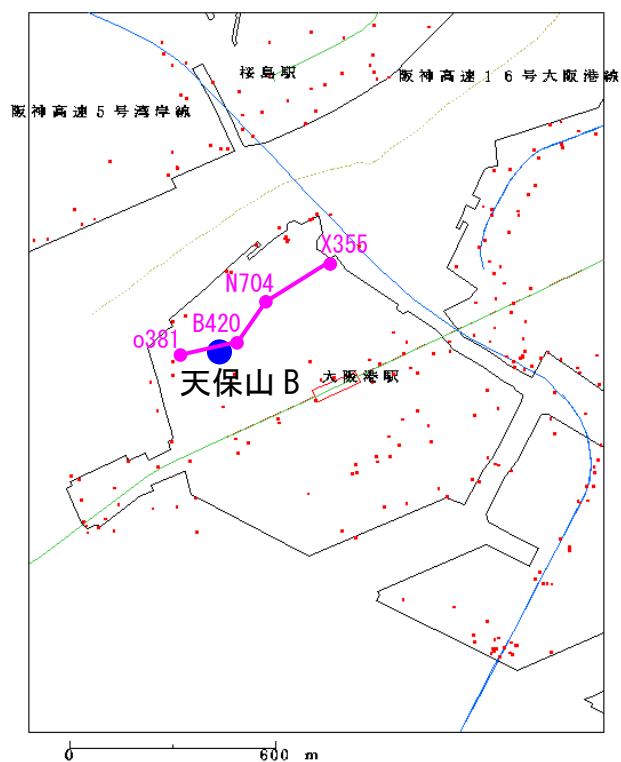 桜島駅
阪神高速16号大阪港線
阪神高速5号湾岸線
X355
N704
B420
o381
天保山B
大阪港駅
0 600 m